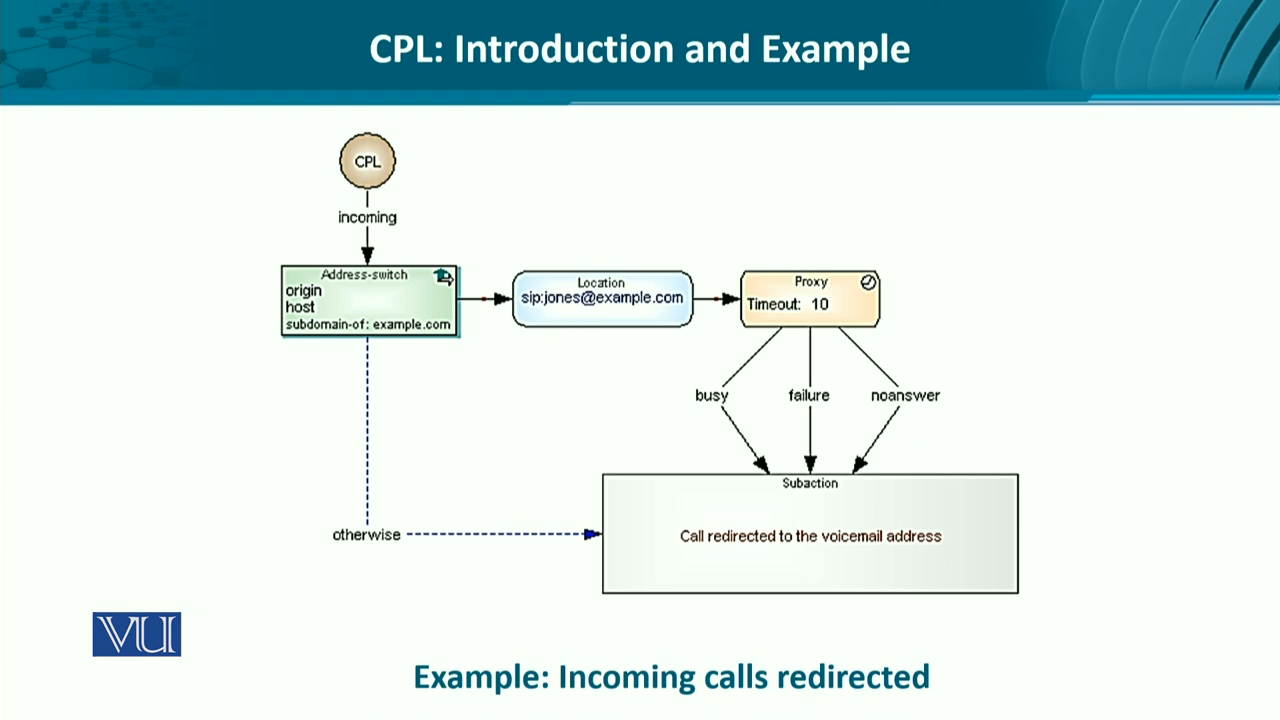 CPL: Introduction and Example
CPL
incoming
Address-switch
origin
host
subdomain-of: example.com
Location
sip:jones@example.com
Proxy
Timeout: 10
busy
failure
noanswer
otherwise
Subaction
Call redirected to the voicemail address
VU
Example: Incoming calls redirected